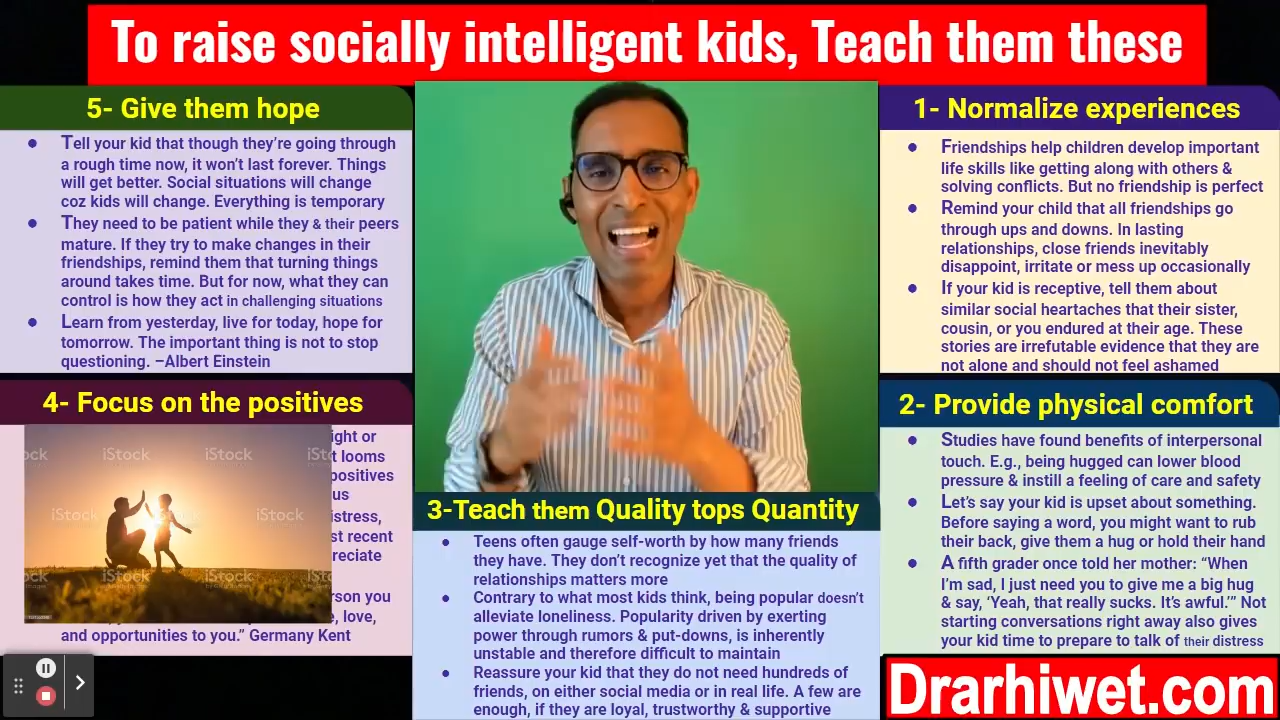 To raise socially intelligent kids, Teach them these
1- Normalize experiences
Friendships help children develop important
life skills like getting along with others &
solving conflicts. But no friendship is perfect
Remind your child that all friendships go
through ups and downs. In lasting
relationships, close friends inevitably
disappoint, irritate or mess up occasionally
If your kid is receptive, tell them about
similar social heartaches that their sister,
cousin, or you endured at their age. These
stories are irrefutable evidence that they are
not alone and should not feel ashamed
2- Provide physical comfort
Studies have found benefits of interpersonal
touch. E.g., being hugged can lower blood
pressure & instill a feeling of care and safety
Let's say your kid is upset about something.
Before saying a word, you might want to rub
their back, give them a hug or hold their hand
A fifth grader once told her mother: “When
I'm sad, I just need you to give me a big hug
& say, ‘Yeah, that really sucks. It's awful.’” Not
starting conversations right away also gives
your kid time to prepare to talk of their distress
3-Teach them Quality tops Quantity
Teens often gauge self-worth by how many friends
they have. They don't recognize yet that the quality of
relationships matters more
Contrary to what most kids think, being popular doesn't
alleviate loneliness. Popularity driven by exerting
power through rumors & put-downs, is inherently
unstable and therefore difficult to maintain
Reassure your kid that they do not need hundreds of
friends, on either social media or in real life. A few are
enough, if they are loyal, trustworthy & supportive
4- Focus on the positives
or
looms
positives
us
recent
you
love,
and opportunities to you.” Germany Kent
iStock
iStock
iStock
iStock
iStock
iStock
5- Give them hope
Tell your kid that though they're going through
a rough time now, it won't last forever. Things
will get better. Social situations will change
coz kids will change. Everything is temporary
They need to be patient while they & their peers
mature. If they try to make changes in their
friendships, remind them that turning things
around takes time. But for now, what they can
control is how they act in challenging situations
Learn from yesterday, live for today, hope for
tomorrow. The important thing is not to stop
questioning. –Albert Einstein
Drarhiwet.com